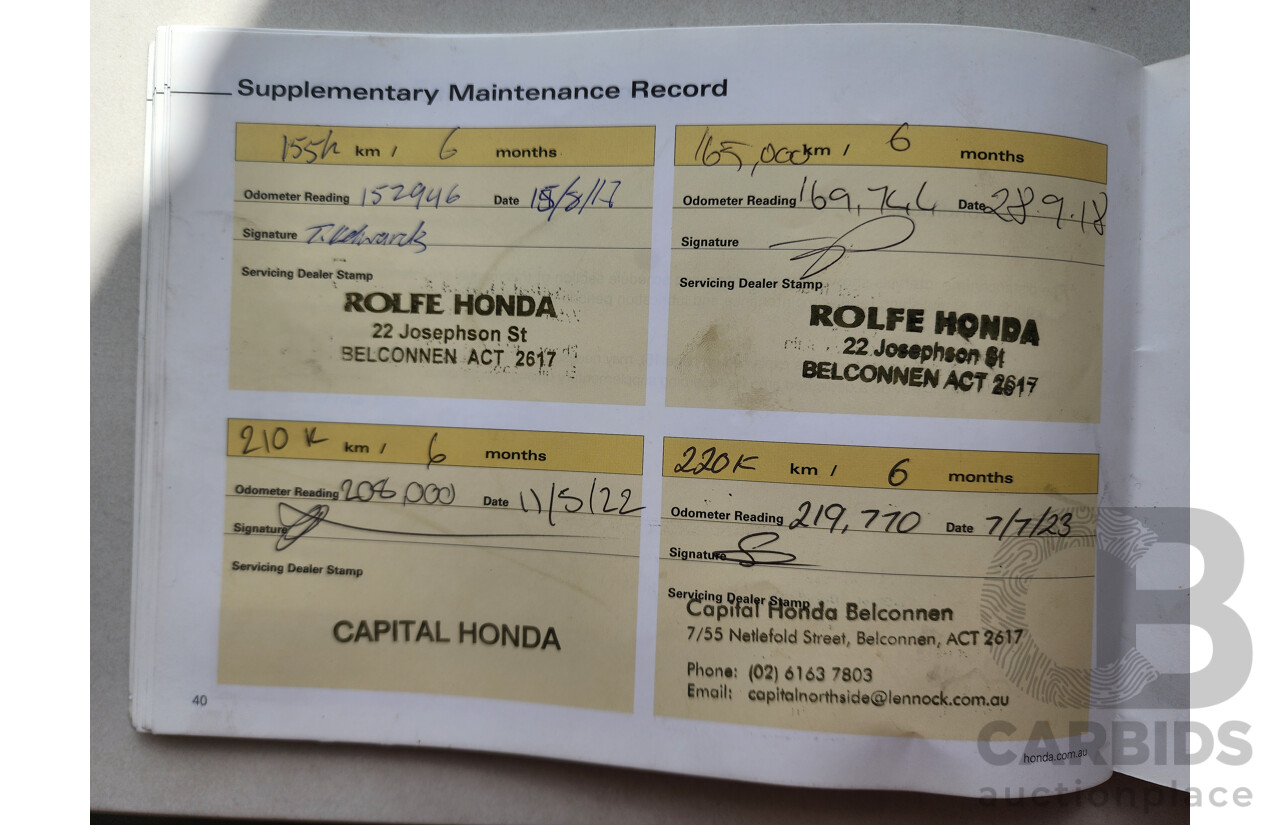 Supplementary Maintenance Record
155k km / 6 months
Odometer Reading 152946 Date 15/8/17
Signature T. Edwards
Servicing Dealer Stamp
ROLFE HONDA
22 Josephson St
BELCONNEN ACT 2617
165,000 km / 6 months
Odometer Reading 169,744 Date 28.9.18
Signature
Servicing Dealer Stamp
ROLFE HONDA
22 Josephson St
BELCONNEN ACT 2617
210 K km / 6 months
Odometer Reading 206,000 Date 11/5/22
Signature
Servicing Dealer Stamp
CAPITAL HONDA
220K km / 6 months
Odometer Reading 219,770 Date 7/7/23
Signature
Servicing Dealer Stamp
Capital Honda Belconnen
7/55 Netlefold Street, Belconnen, ACT 2617
Phone: (02) 6163 7803
Email: capitalnorthside@lennock.com.au
40
honda.com.au
CARBIDS
auctionplace